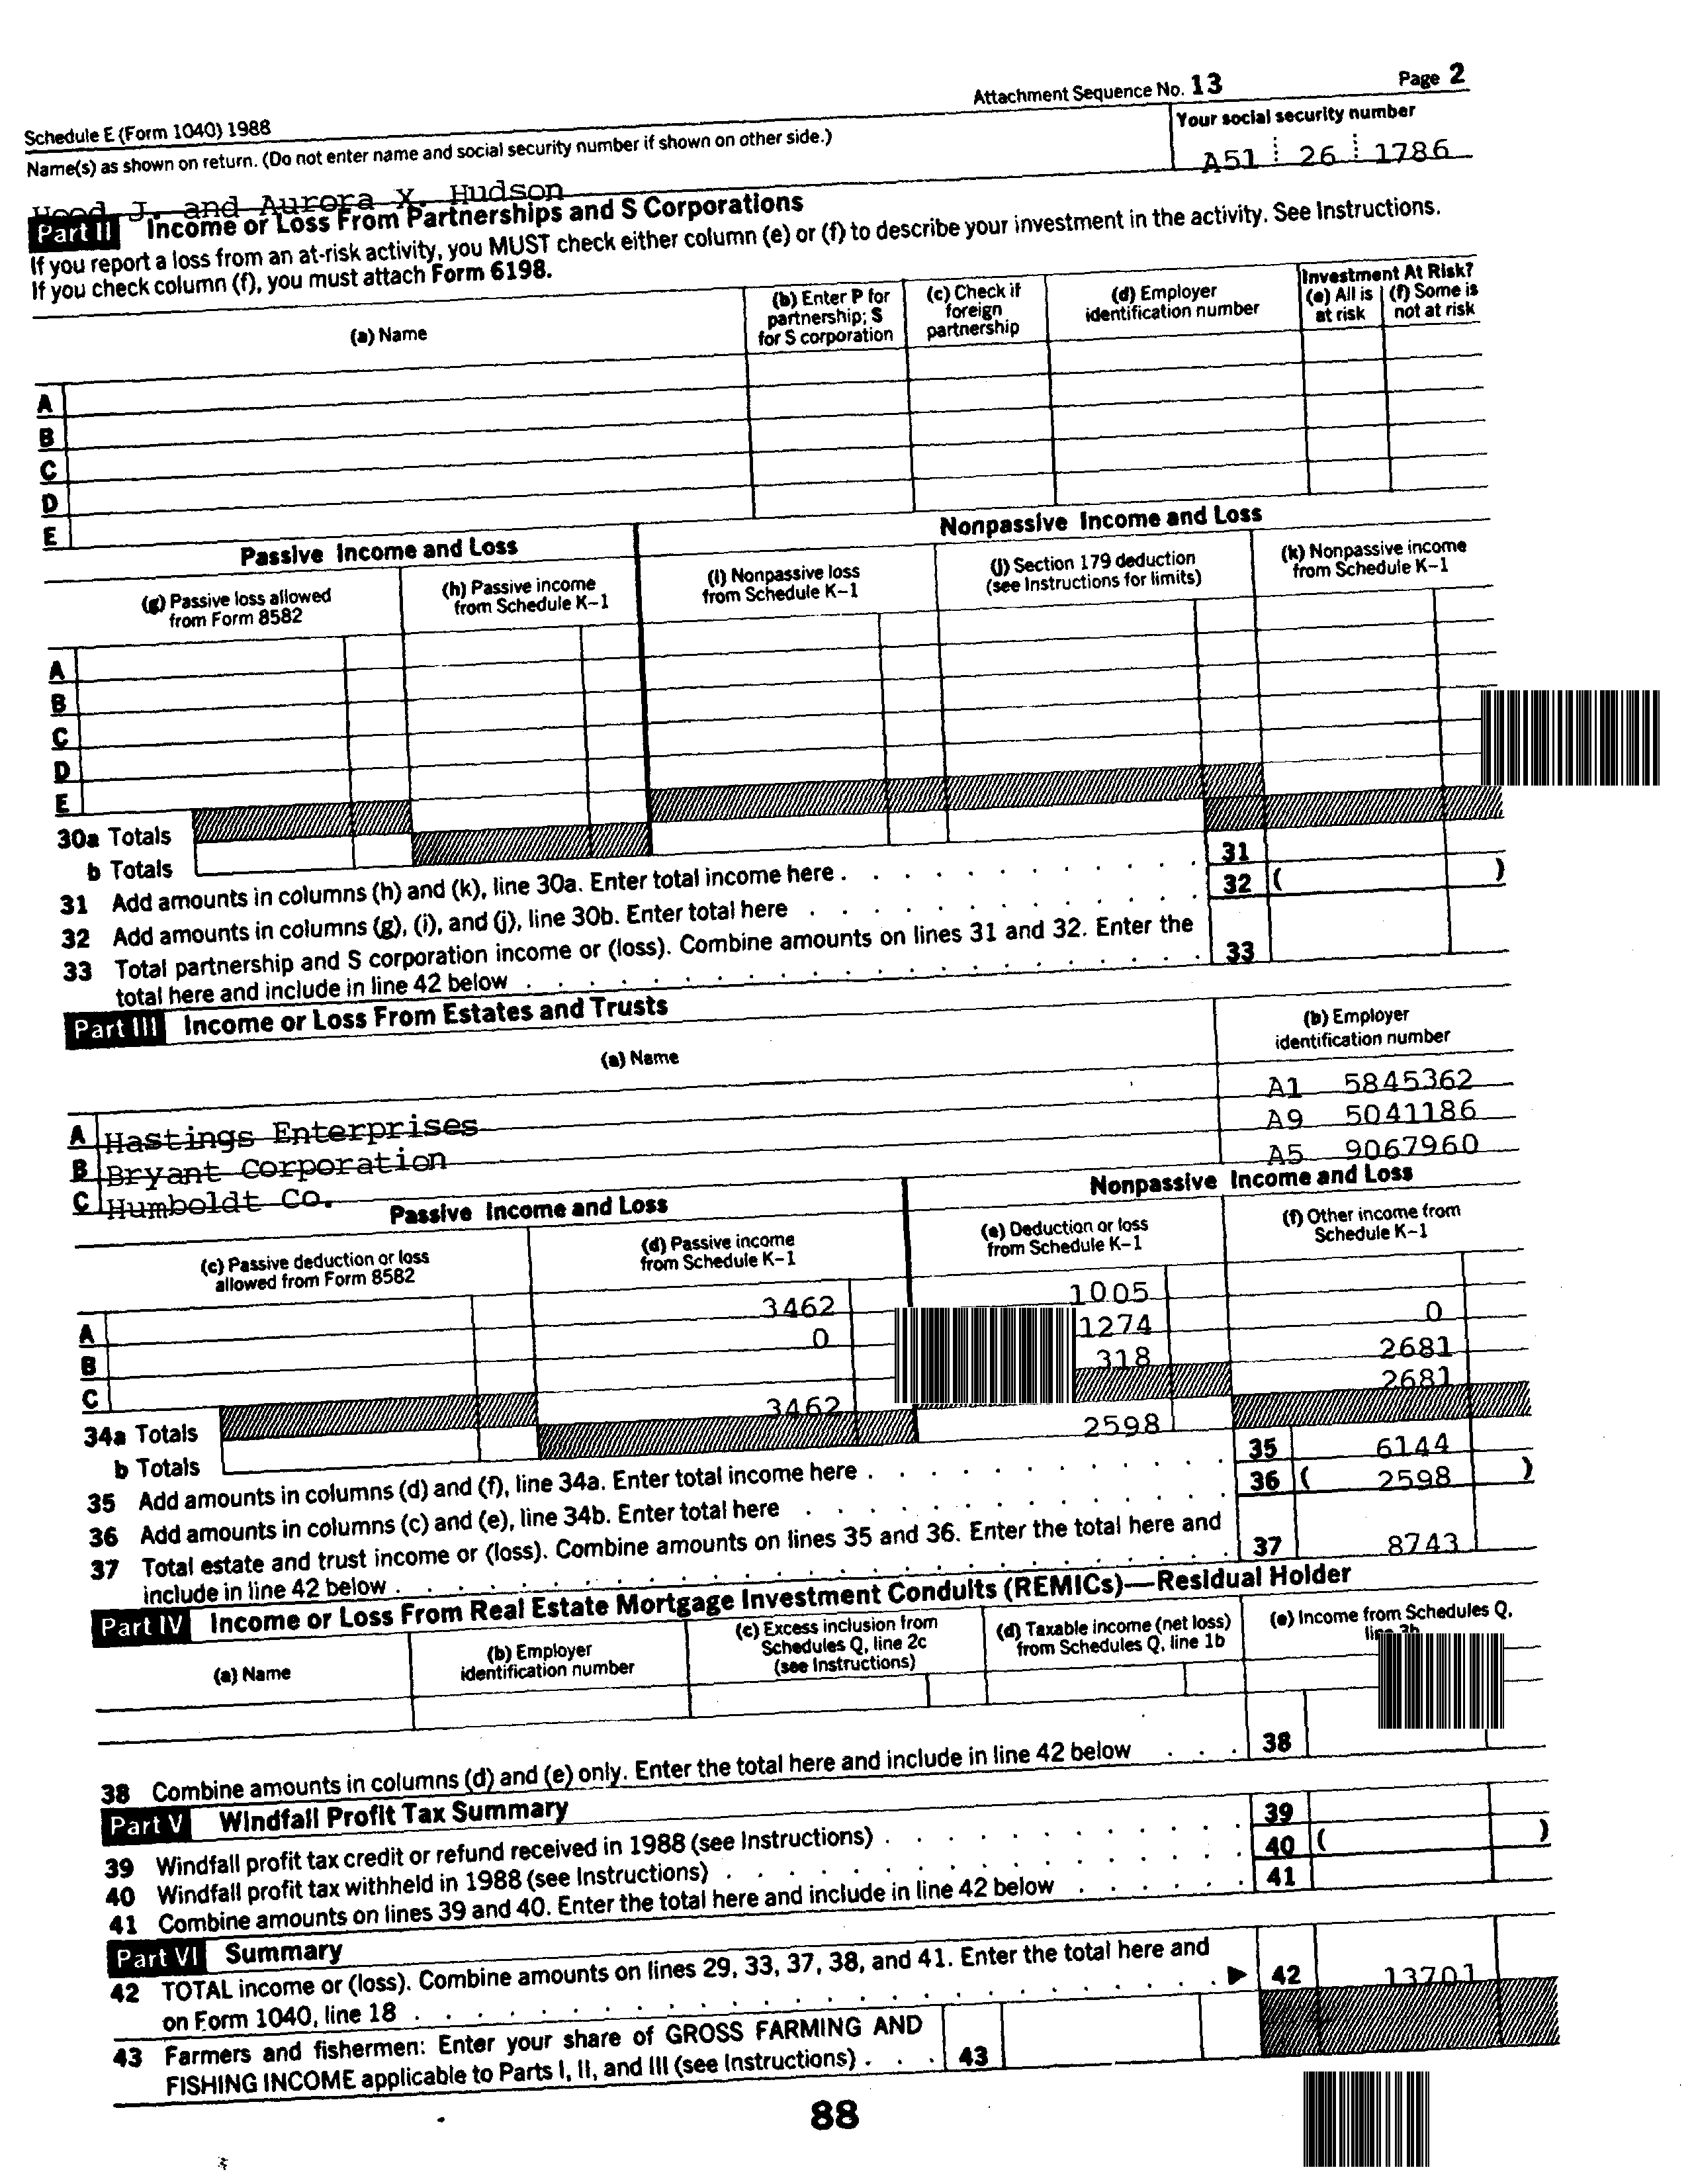 Attachment Sequence No. 13 Page 2
Schedule E (Form 1040) 1988
Name(s) as shown on return. (Do not enter name and social security number if shown on other side.)
Your social security number
A51 26 1786
J. and Aurora X. Hudson
Part II Income or Loss From Partnerships and S Corporations
If you report a loss from an at-risk activity, you MUST check either column (e) or (f) to describe your investment in the activity. See Instructions.
If you check column (f), you must attach Form 6198.
(a) Name
(b) Enter P for partnership; S for S corporation
(c) Check if foreign partnership
(d) Employer identification number
Investment At Risk?
(e) All is at risk
(f) Some is not at risk
A
B
C
D
E
Passive Income and Loss
Nonpassive Income and Loss
(g) Passive loss allowed from Form 8582
(h) Passive income from Schedule K–1
(i) Nonpassive loss from Schedule K–1
(j) Section 179 deduction (see Instructions for limits)
(k) Nonpassive income from Schedule K–1
A
B
C
D
E
30a Totals
b Totals
31 Add amounts in columns (h) and (k), line 30a. Enter total income here . 31
32 Add amounts in columns (g), (i), and (j), line 30b. Enter total here . 32 ( )
33 Total partnership and S corporation income or (loss). Combine amounts on lines 31 and 32. Enter the
total here and include in line 42 below . 33
Part III Income or Loss From Estates and Trusts
(a) Name
(b) Employer identification number
A Hastings Enterprises A1 5845362
B Bryant Corporation A9 5041186
C Humboldt Co. A5 9067960
Passive Income and Loss
Nonpassive Income and Loss
(c) Passive deduction or loss allowed from Form 8582
(d) Passive income from Schedule K–1
(e) Deduction or loss from Schedule K–1
(f) Other income from Schedule K–1
A 3462 1005
B 0 1274 0
C 318 2681
34a Totals 3462 2681
b Totals 2598
35 Add amounts in columns (d) and (f), line 34a. Enter total income here . 35 6144
36 Add amounts in columns (c) and (e), line 34b. Enter total here . 36 ( 2598 )
37 Total estate and trust income or (loss). Combine amounts on lines 35 and 36. Enter the total here and
include in line 42 below . 37 8743
Part IV Income or Loss From Real Estate Mortgage Investment Conduits (REMICs)—Residual Holder
(a) Name
(b) Employer identification number
(c) Excess inclusion from Schedules Q, line 2c (see Instructions)
(d) Taxable income (net loss) from Schedules Q, line 1b
(e) Income from Schedules Q, line 3b
38 Combine amounts in columns (d) and (e) only. Enter the total here and include in line 42 below . 38
Part V Windfall Profit Tax Summary
39 Windfall profit tax credit or refund received in 1988 (see Instructions) . 39
40 Windfall profit tax withheld in 1988 (see Instructions) . 40 ( )
41 Combine amounts on lines 39 and 40. Enter the total here and include in line 42 below . 41
Part VI Summary
42 TOTAL income or (loss). Combine amounts on lines 29, 33, 37, 38, and 41. Enter the total here and
on Form 1040, line 18 . ▶ 42 13701
43 Farmers and fishermen: Enter your share of GROSS FARMING AND
FISHING INCOME applicable to Parts I, II, and III (see Instructions) . 43
88